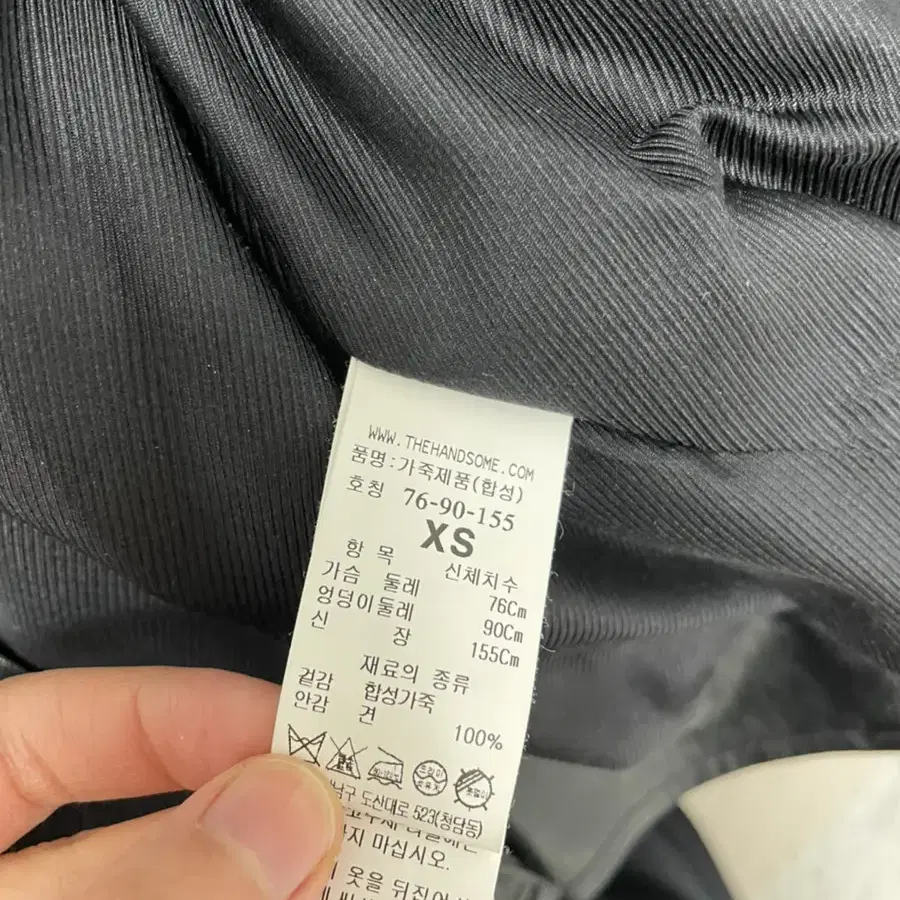 WWW.THEHANDSOME.COM
품명:가죽제품(합성)
호칭 76-90-155
XS
항 목 신체치수
가슴 둘레 76Cm
엉덩이둘레 90Cm
신 장 155Cm
재료의 종류
겉감 합성가죽
안감 견 100%
남구 도산대로 523(청담동)
마십시오.
옷을 뒤집어